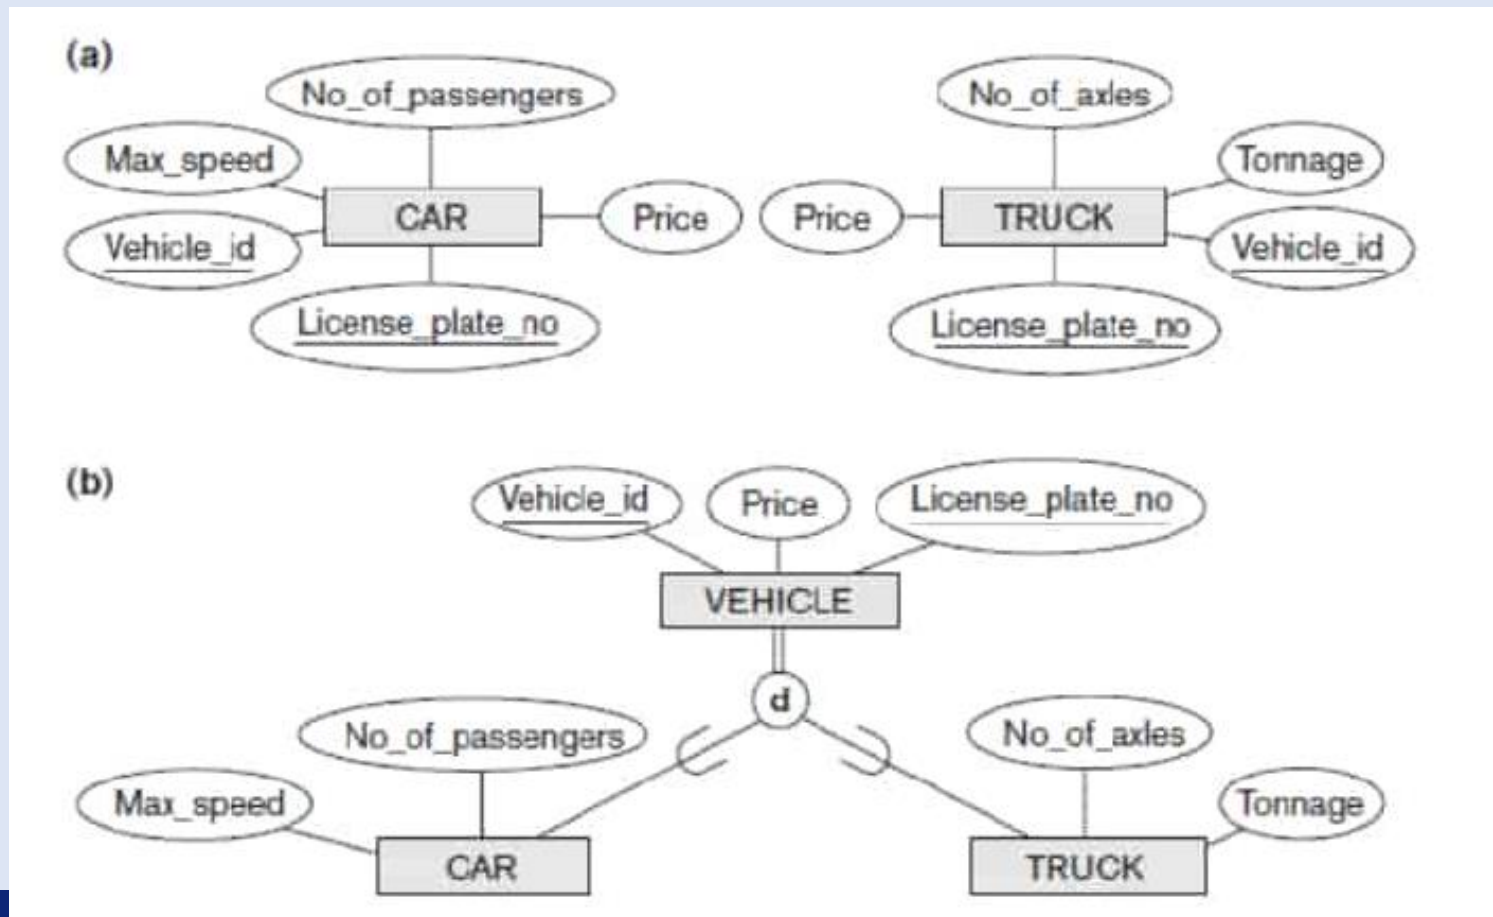 (a)
No_of_passengers
No_of_axles
Max_speed
Tonnage
CAR
Price
Price
TRUCK
Vehicle_id
Vehicle_id
License_plate_no
License_plate_no
(b)
Vehicle_id
Price
License_plate_no
VEHICLE
d
No_of_passengers
No_of_axles
Max_speed
Tonnage
CAR
TRUCK